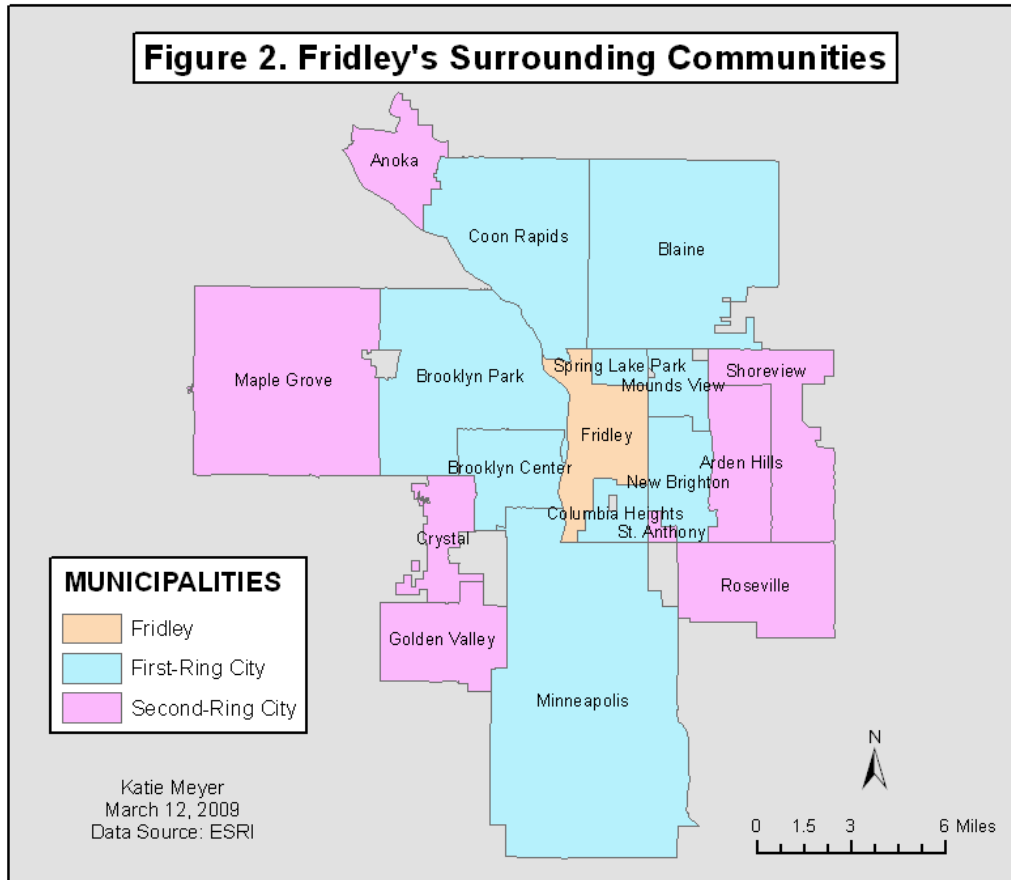 Figure 2. Fridley's Surrounding Communities
Anoka
Coon Rapids
Blaine
Maple Grove
Brooklyn Park
Spring Lake Park
Shoreview
Mounds View
Fridley
Brooklyn Center
Arden Hills
New Brighton
Columbia Heights
St. Anthony
Crystal
Roseville
Golden Valley
Minneapolis
MUNICIPALITIES
Fridley
First-Ring City
Second-Ring City
Katie Meyer
March 12, 2009
Data Source: ESRI
N
0 1.5 3 6 Miles